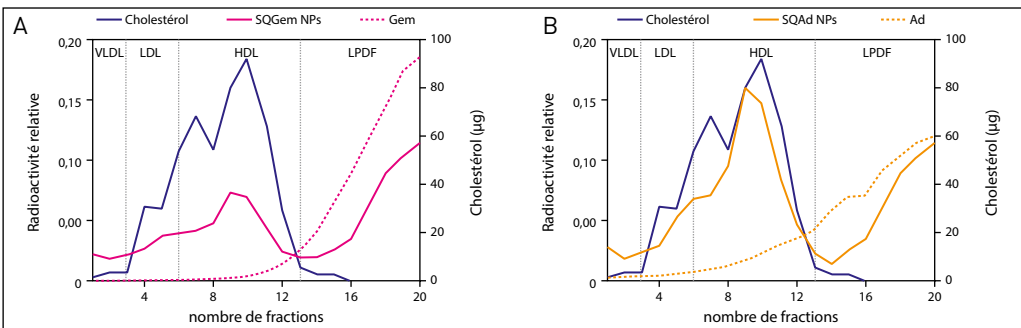 A
Cholestérol SQGem NPs Gem
0,20 100
VLDL LDL HDL LPDF
80
0,15
60
0,10
40
0,00
20
0 0
4 8 12 16 20
Radioactivité relative
Cholestérol (µg)
nombre de fractions
B
Cholestérol SQAd NPs Ad
0,20 100
VLDL LDL HDL LPDF
80
0,15
60
0,10
40
0,00
20
0 0
4 8 12 16 20
Radioactivité relative
Cholestérol (µg)
nombre de fractions